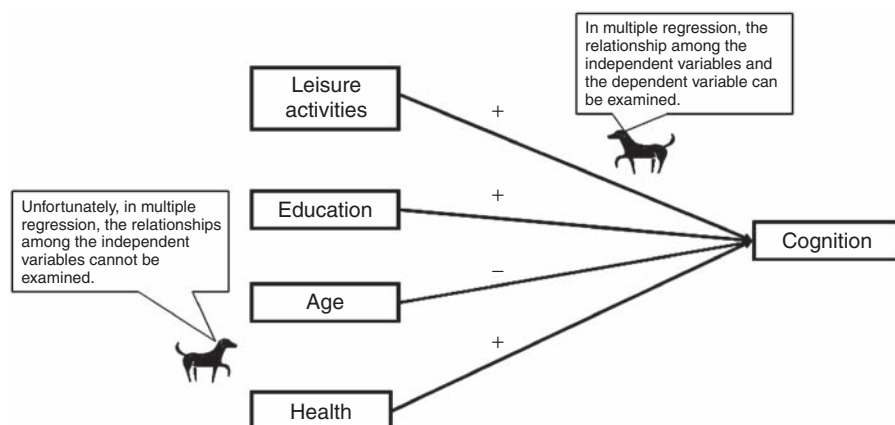 In multiple regression, the
relationship among the
independent variables and
the dependent variable can
be examined.
Leisure
activities
+
Education
+
Unfortunately, in multiple
regression, the relationships
among the independent
variables cannot be
examined.
Cognition
Age
−
+
Health